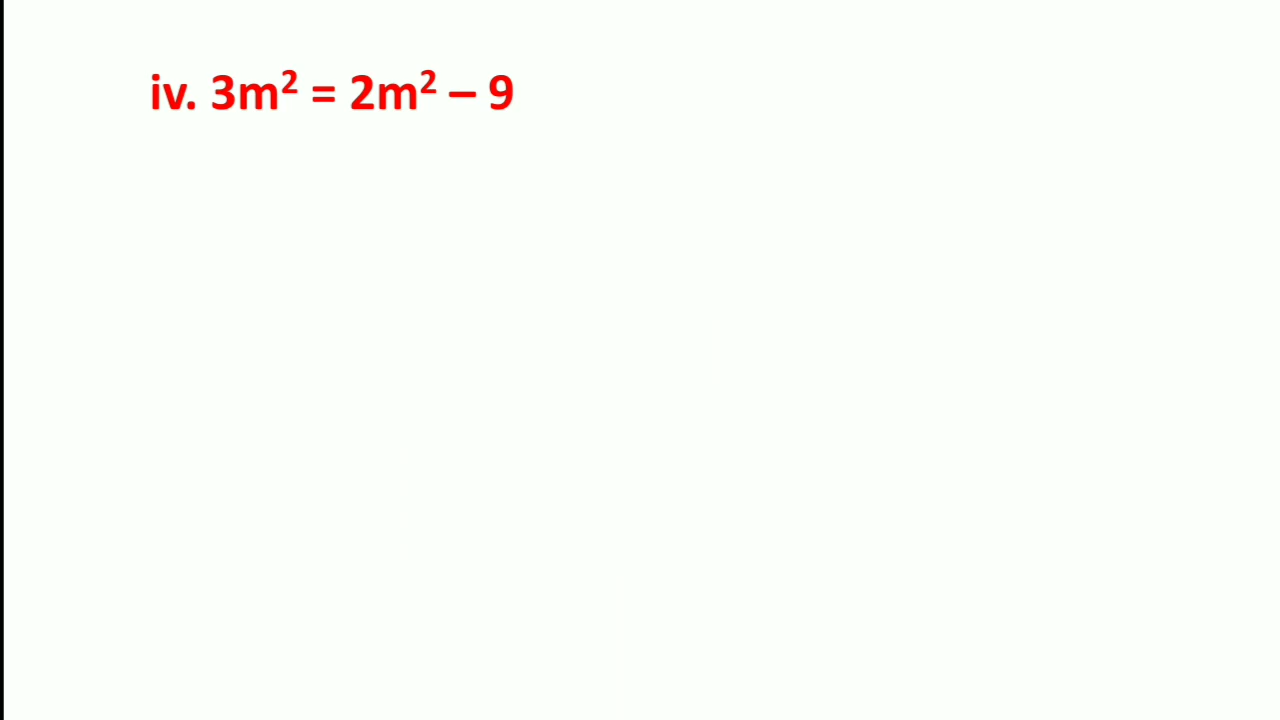 iv. 3m² = 2m² – 9